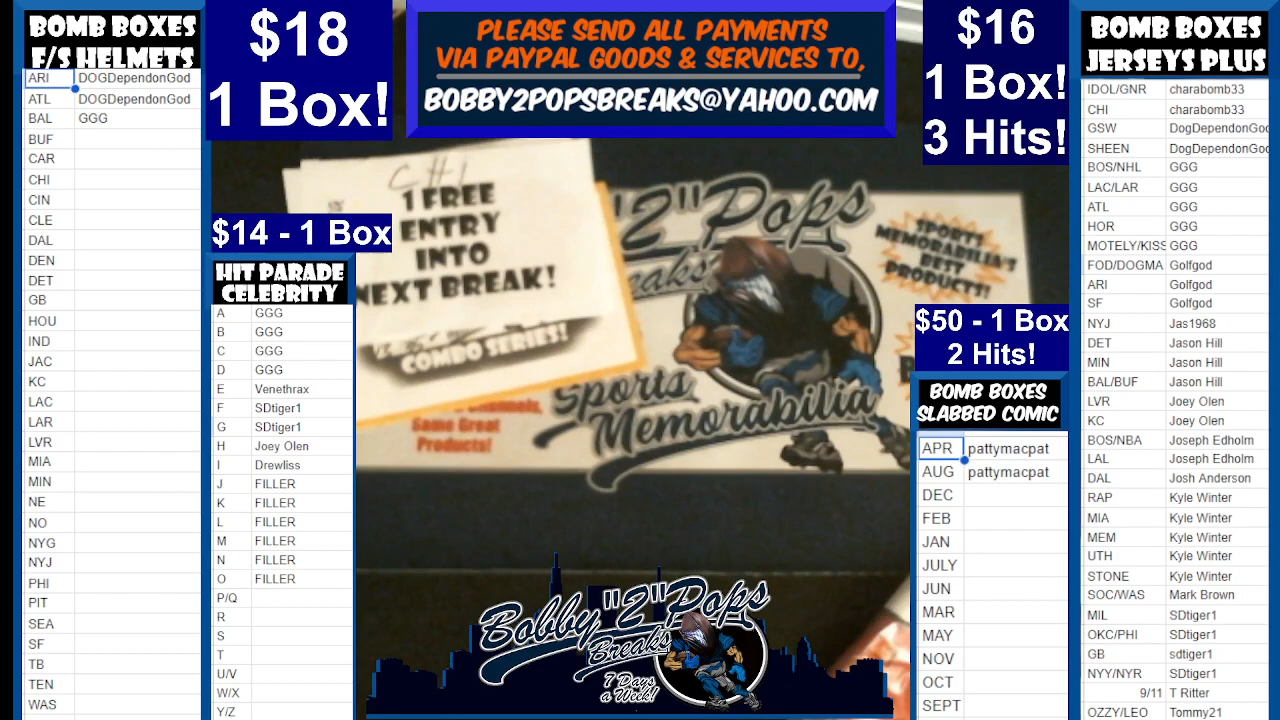 BOMB BOXES
F/S HELMETS
ARI DOGDependonGod
ATL DOGDependonGod
BAL GGG
BUF
CAR
CHI
CIN
CLE
DAL
DEN
DET
GB
HOU
IND
JAC
KC
LAC
LAR
LVR
MIA
MIN
NE
NO
NYG
NYJ
PHI
PIT
SEA
SF
TB
TEN
WAS
$18
1 Box!
$14 - 1 Box
HIT PARADE
CELEBRITY
A GGG
B GGG
C GGG
D GGG
E Venethrax
F SDtiger1
G SDtiger1
H Joey Olen
I Drewliss
J FILLER
K FILLER
L FILLER
M FILLER
N FILLER
O FILLER
P/Q
R
S
T
U/V
W/X
Y/Z
PLEASE SEND ALL PAYMENTS
VIA PAYPAL GOODS & SERVICES TO,
BOBBY2POPSBREAKS@YAHOO.COM
1 FREE
ENTRY
INTO
NEXT BREAK!
COMBO SERIES!
"2" Pops
Breaks
SPORTS
MEMORABILIA'S
BEST
PRODUCTS!
Sports
Memorabilia
Same Great
Products!
Bobby "2" Pops
Breaks
7 Days
a Week!
$16
1 Box!
3 Hits!
$50 - 1 Box
2 Hits!
BOMB BOXES
SLABBED COMIC
APR pattymacpat
AUG pattymacpat
DEC
FEB
JAN
JULY
JUN
MAR
MAY
NOV
OCT
SEPT
BOMB BOXES
JERSEYS PLUS
IDOL/GNR charabomb33
CHI charabomb33
GSW DogDependonGod
SHEEN DogDependonGod
BOS/NHL GGG
LAC/LAR GGG
ATL GGG
HOR GGG
MOTELY/KISS GGG
FOD/DOGMA Golfgod
ARI Golfgod
SF Golfgod
NYJ Jas1968
DET Jason Hill
MIN Jason Hill
BAL/BUF Jason Hill
LVR Joey Olen
KC Joey Olen
BOS/NBA Joseph Edholm
LAL Joseph Edholm
DAL Josh Anderson
RAP Kyle Winter
MIA Kyle Winter
MEM Kyle Winter
UTH Kyle Winter
STONE Kyle Winter
SOC/WAS Mark Brown
MIL SDtiger1
OKC/PHI SDtiger1
GB sdtiger1
NYY/NYR SDtiger1
9/11 T Ritter
OZZY/LEO Tommy21